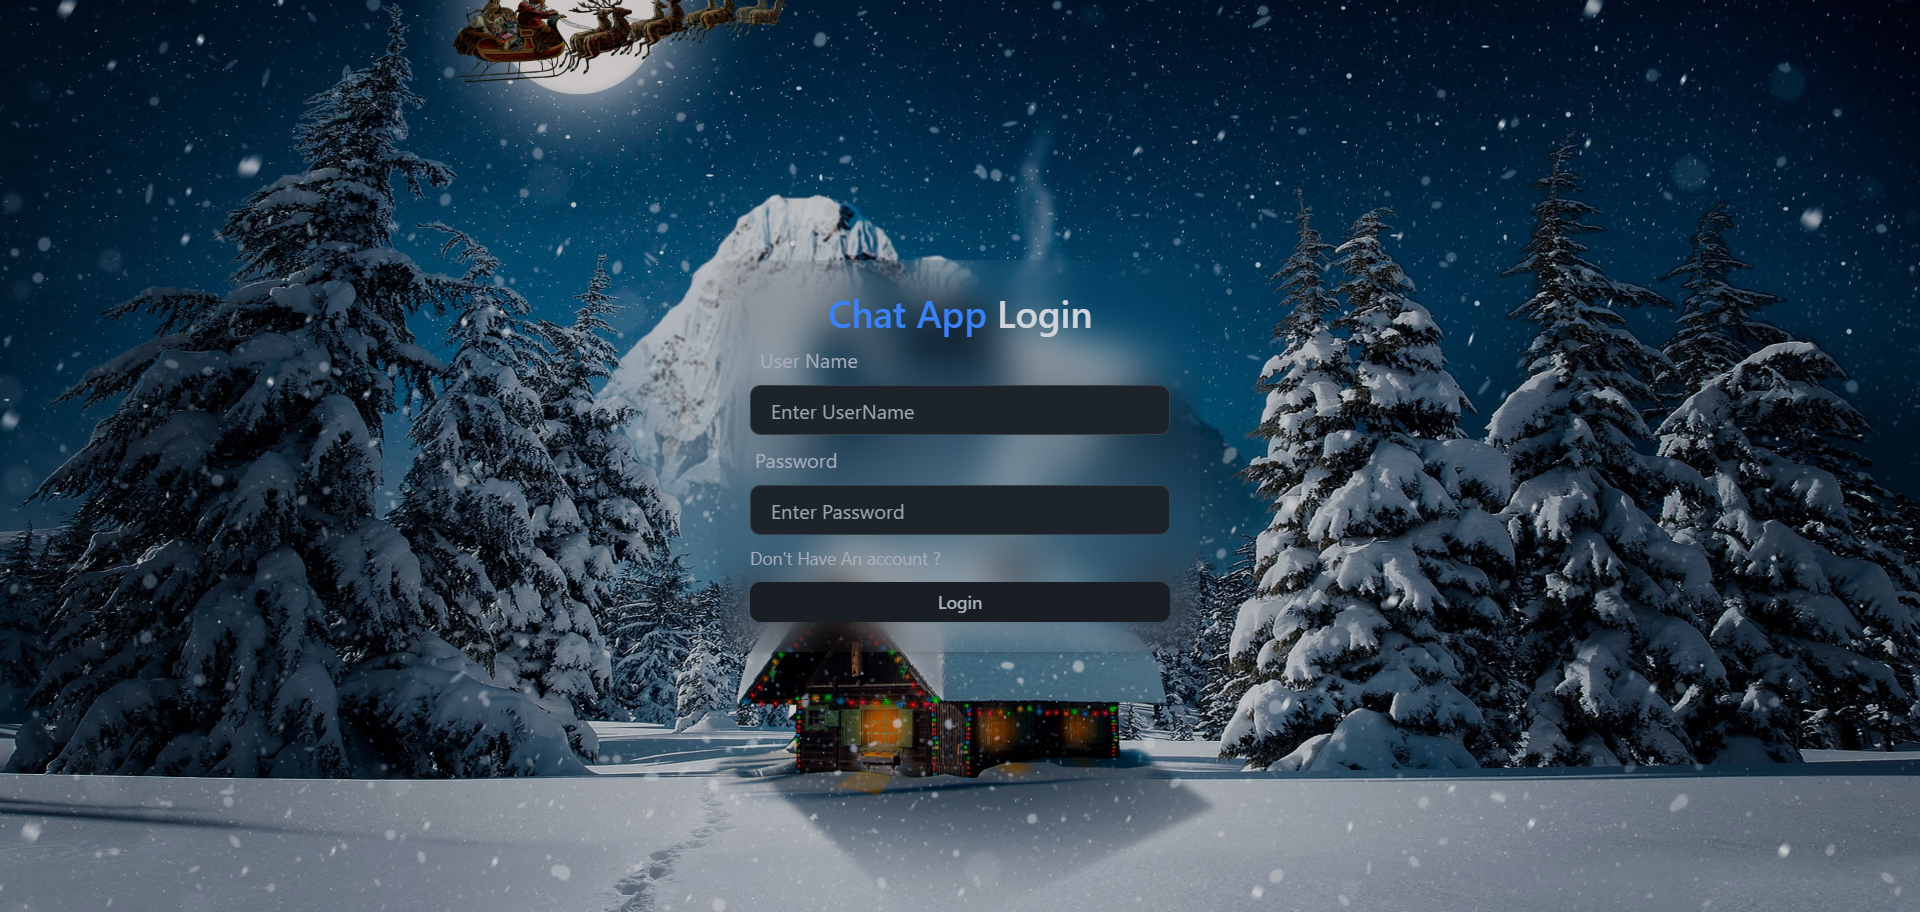 Chat App Login
User Name
Enter UserName
Password
Enter Password
Don't Have An account ?
Login